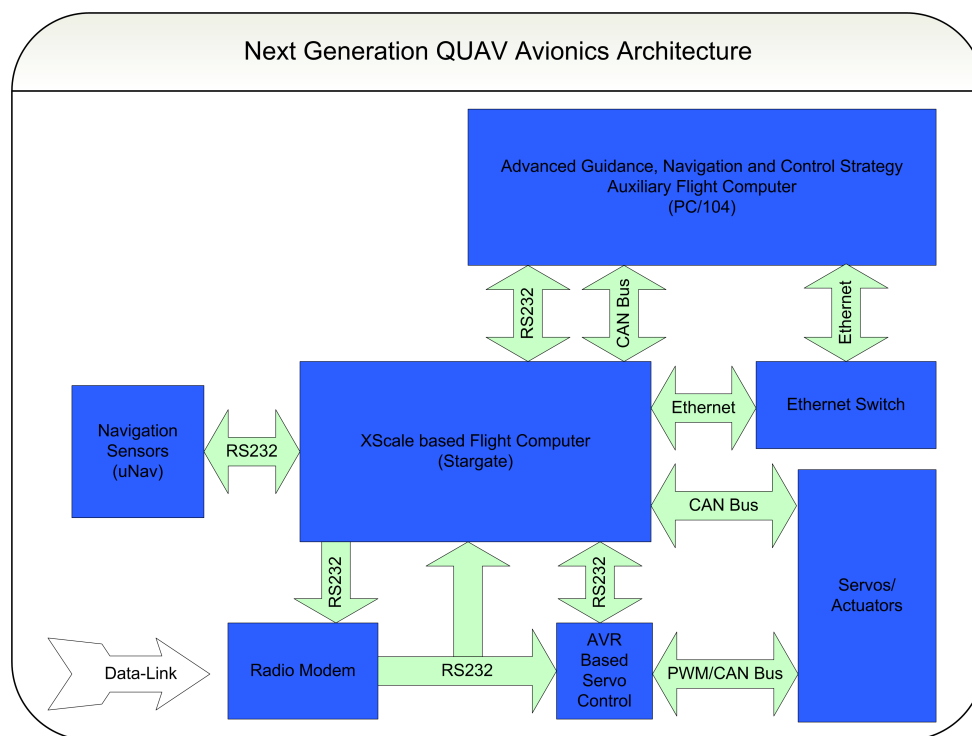 Next Generation QUAV Avionics Architecture
Advanced Guidance, Navigation and Control Strategy
Auxiliary Flight Computer
(PC/104)
RS232
CAN Bus
Ethernet
Navigation
Sensors
(uNav)
RS232
XScale based Flight Computer
(Stargate)
Ethernet
Ethernet Switch
CAN Bus
Servos/
Actuators
RS232
RS232
Data-Link
Radio Modem
RS232
AVR
Based
Servo
Control
PWM/CAN Bus